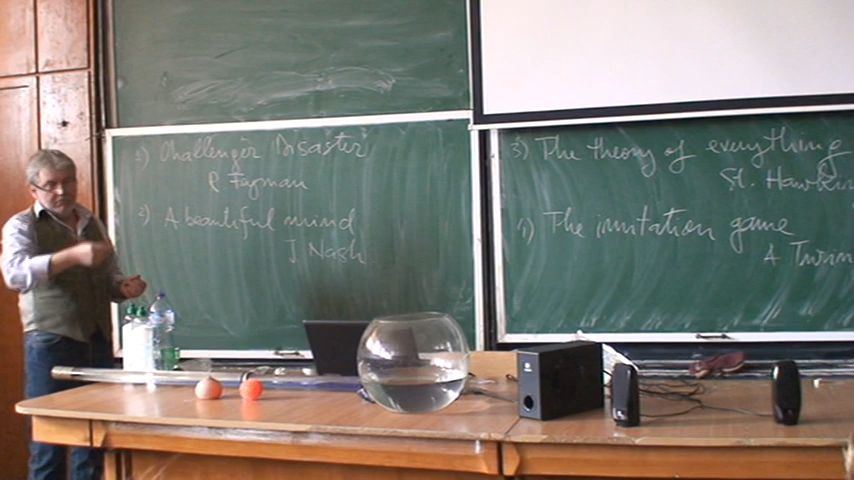 1) Challenger Disaster
P Feyman
2) A beautiful mind
J. Nash
3) The theory of everything
St. Hawkin
4) The imitation game
A Turin